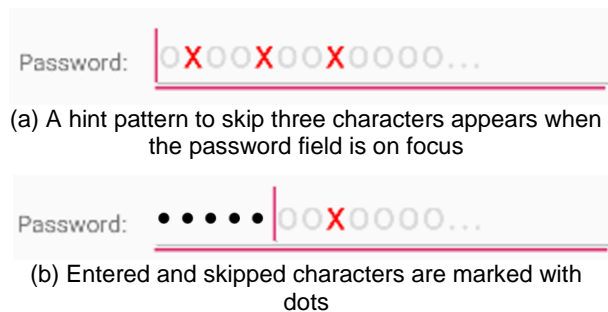 Password: OXOOXOOXOOOO...
(a) A hint pattern to skip three characters appears when
the password field is on focus
Password: •••••OOXOOOO...
(b) Entered and skipped characters are marked with
dots